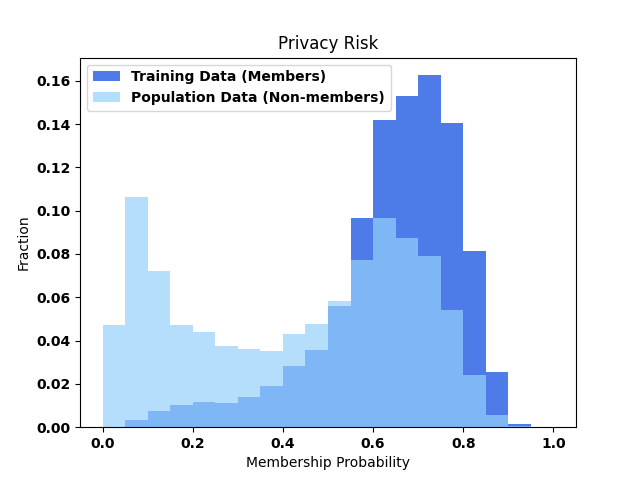 Privacy Risk
Training Data (Members)
Population Data (Non-members)
0.16
0.14
0.12
0.10
0.08
0.06
0.04
0.02
0.00
Fraction
0.0 0.2 0.4 0.6 0.8 1.0
Membership Probability